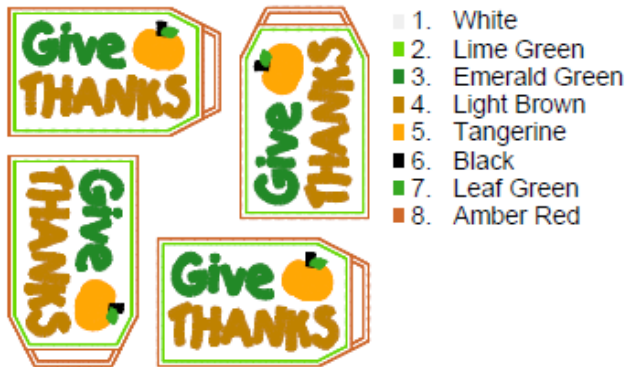 Give
THANKS
Give
THANKS
Give
THANKS
Give
THANKS
1. White
2. Lime Green
3. Emerald Green
4. Light Brown
5. Tangerine
6. Black
7. Leaf Green
8. Amber Red